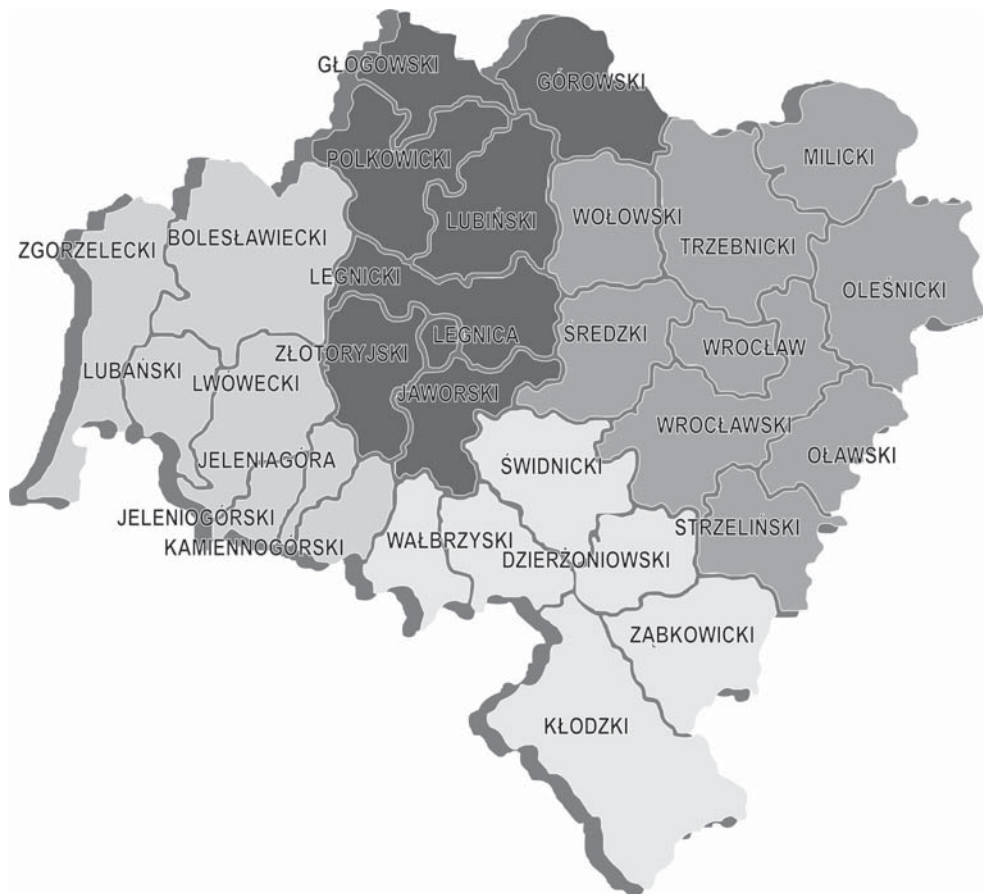 GŁOGOWSKI
GÓROWSKI
POLKOWICKI
MILICKI
LUBIŃSKI
WOŁOWSKI
ZGORZELECKI
BOLESŁAWIECKI
TRZEBNICKI
LEGNICKI
OLEŚNICKI
LEGNICA
ŚREDZKI
WROCŁAW
ZŁOTORYJSKI
LUBAŃSKI
LWÓWECKI
JAWORSKI
WROCŁAWSKI
OŁAWSKI
JELENIAGÓRA
ŚWIDNICKI
JELENIOGÓRSKI
STRZELIŃSKI
KAMIENNOGÓRSKI
WAŁBRZYSKI
DZIERŻONIOWSKI
ZĄBKOWICKI
KŁODZKI